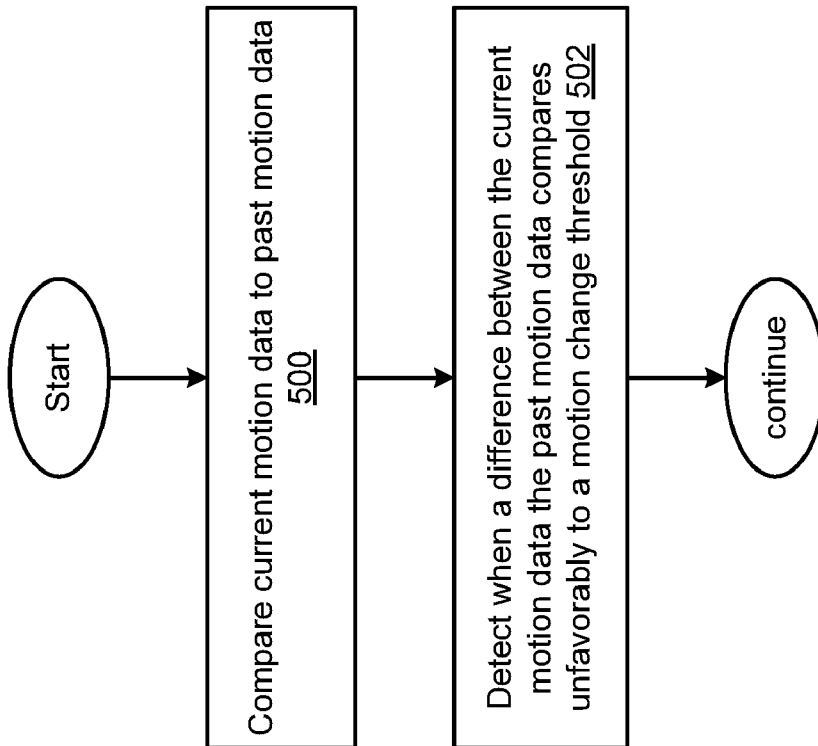 Start
Compare current motion data to past motion data
500
Detect when a difference between the current
motion data the past motion data compares
unfavorably to a motion change threshold 502
continue